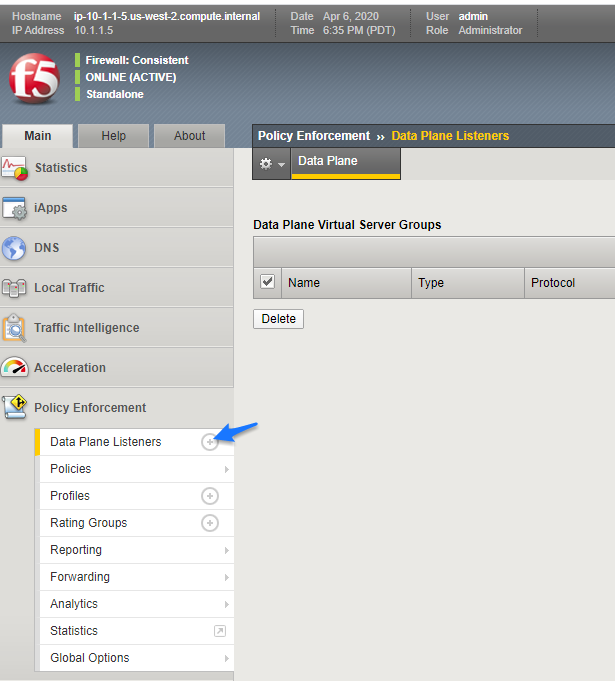 Hostname ip-10-1-1-5.us-west-2.compute.internal Date Apr 6, 2020 User admin
IP Address 10.1.1.5 Time 6:35 PM (PDT) Role Administrator
f5
Firewall: Consistent
ONLINE (ACTIVE)
Standalone
Main Help About
Policy Enforcement ›› Data Plane Listeners
Data Plane
Statistics
iApps
DNS
Local Traffic
Traffic Intelligence
Acceleration
Policy Enforcement
Data Plane Listeners
Policies
Profiles
Rating Groups
Reporting
Forwarding
Analytics
Statistics
Global Options
Data Plane Virtual Server Groups
Name Type Protocol
Delete